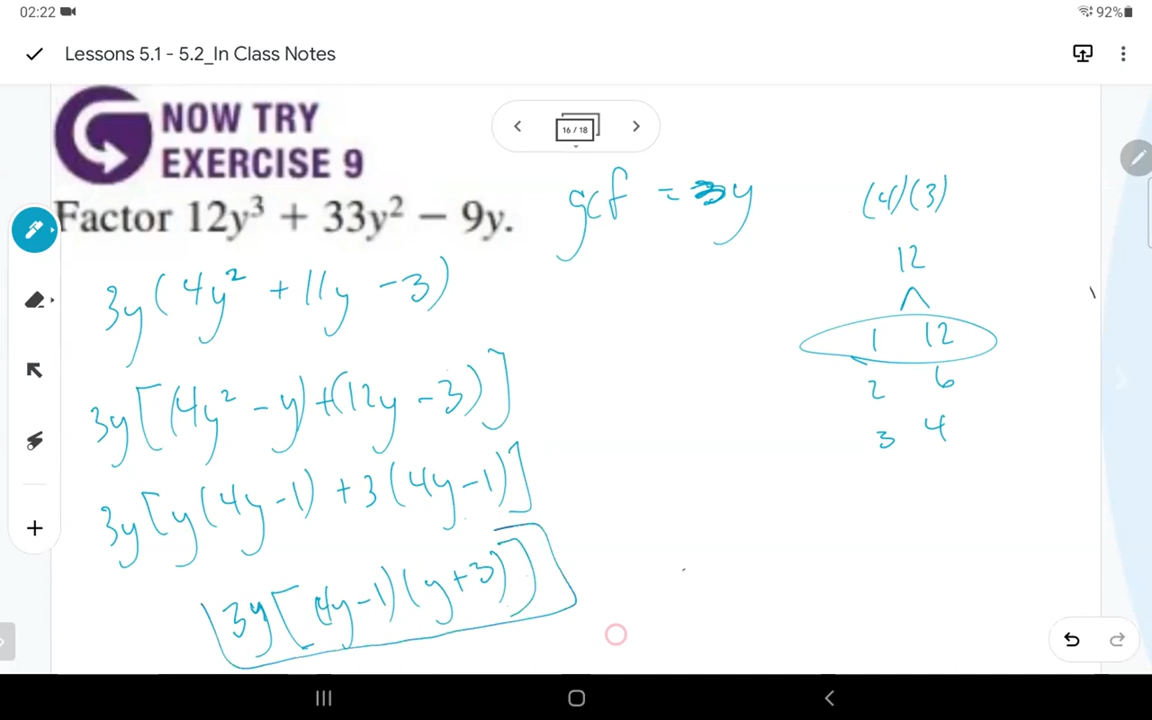 02:22 92%
Lessons 5.1 - 5.2_In Class Notes
NOW TRY
EXERCISE 9
16 / 18
Factor 12y³ + 33y² − 9y.
gcf = 3y
(4)(3)
12
1 12
2 6
3 4
3y(4y² + 11y - 3)
3y[(4y² - y) + (12y - 3)]
3y[y(4y - 1) + 3(4y - 1)]
3y[(4y - 1)(y + 3)]